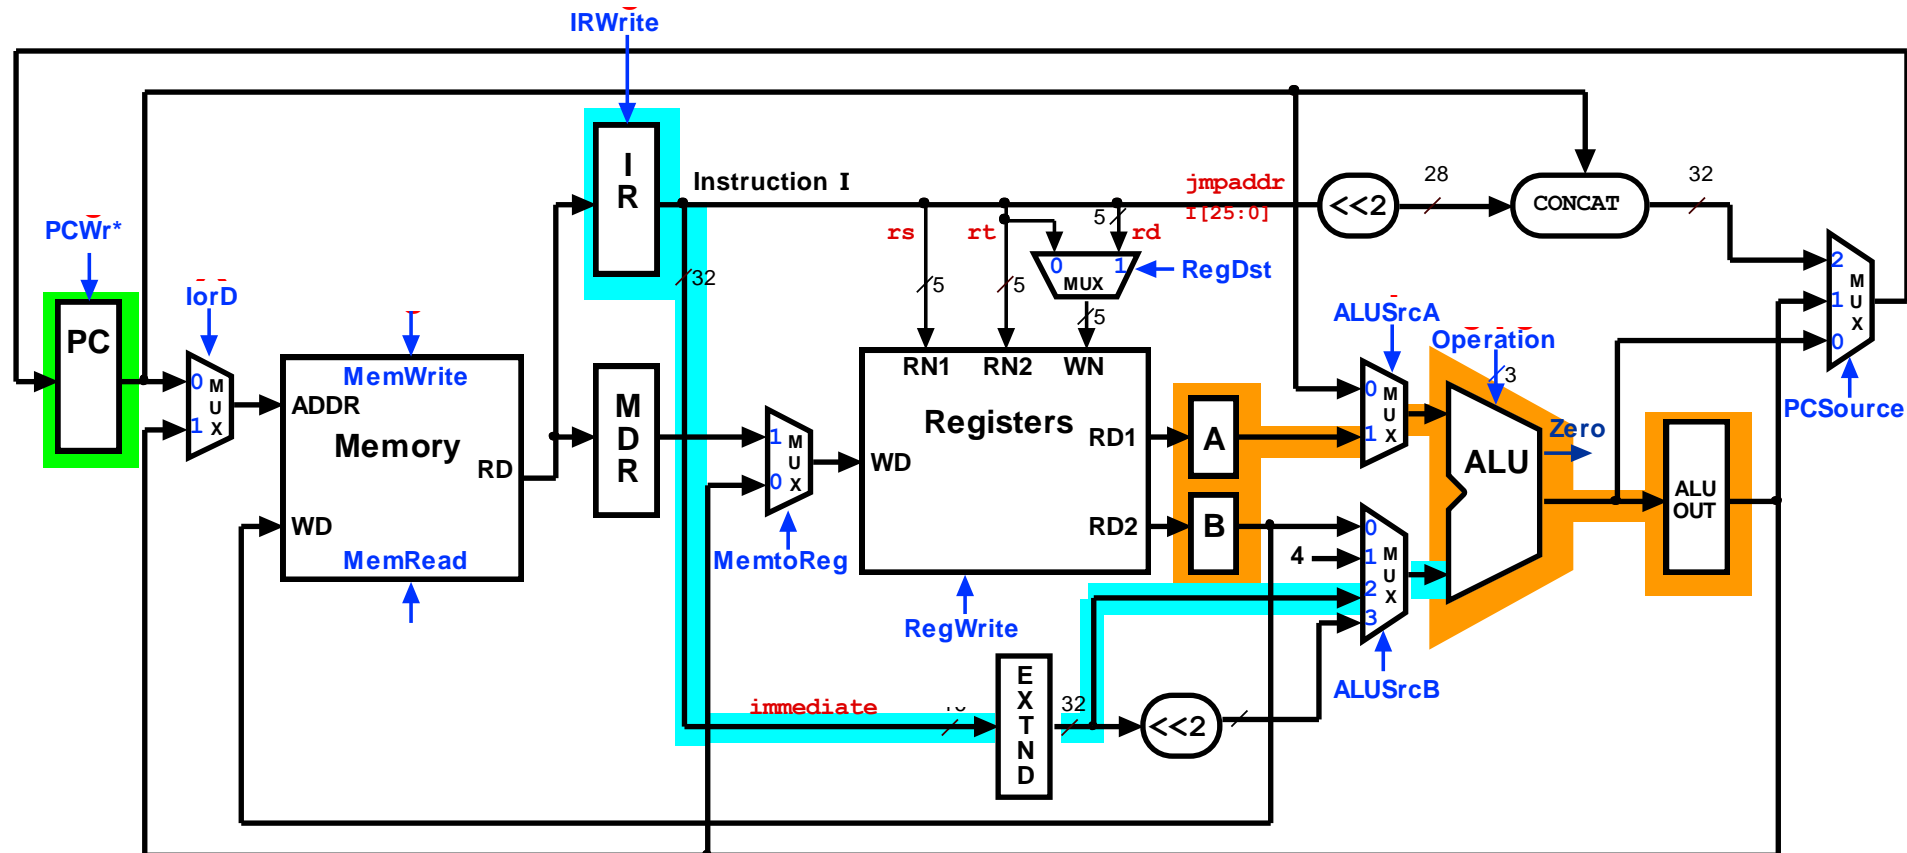 IRWrite
I
R
Instruction I
jmpaddr
I[25:0]
<<2
28
CONCAT
32
PCWr*
PC
IorD
0
1
M
U
X
MemWrite
ADDR
Memory
RD
WD
MemRead
32
M
D
R
1
0
M
U
X
MemtoReg
rs
rt
rd
5
5
5
5
0
1
MUX
RegDst
RN1
RN2
WN
Registers
WD
RD1
RD2
RegWrite
A
B
4
ALUSrcA
0
1
M
U
X
0
1
2
3
M
U
X
ALUSrcB
Operation
3
ALU
Zero
ALU
OUT
2
1
0
M
U
X
PCSource
immediate
E
X
T
N
D
32
<<2